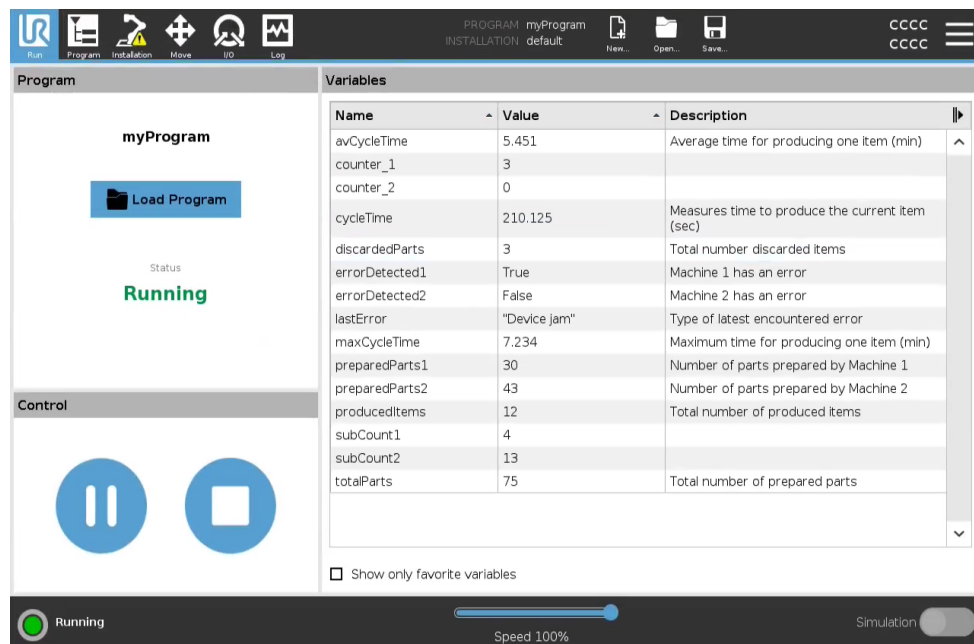 UR
PROGRAM myProgram
INSTALLATION default
CCCC
CCCC
Run Program Installation Move I/O Log New... Open... Save...
Program
myProgram
Load Program
Status
Running
Control
Variables
Name Value Description
avCycleTime 5.451 Average time for producing one item (min)
counter_1 3
counter_2 0
cycleTime 210.125 Measures time to produce the current item
(sec)
discardedParts 3 Total number discarded items
errorDetected1 True Machine 1 has an error
errorDetected2 False Machine 2 has an error
lastError "Device jam" Type of latest encountered error
maxCycleTime 7.234 Maximum time for producing one item (min)
preparedParts1 30 Number of parts prepared by Machine 1
preparedParts2 43 Number of parts prepared by Machine 2
producedItems 12 Total number of produced items
subCount1 4
subCount2 13
totalParts 75 Total number of prepared parts
Show only favorite variables
Running
Speed 100%
Simulation